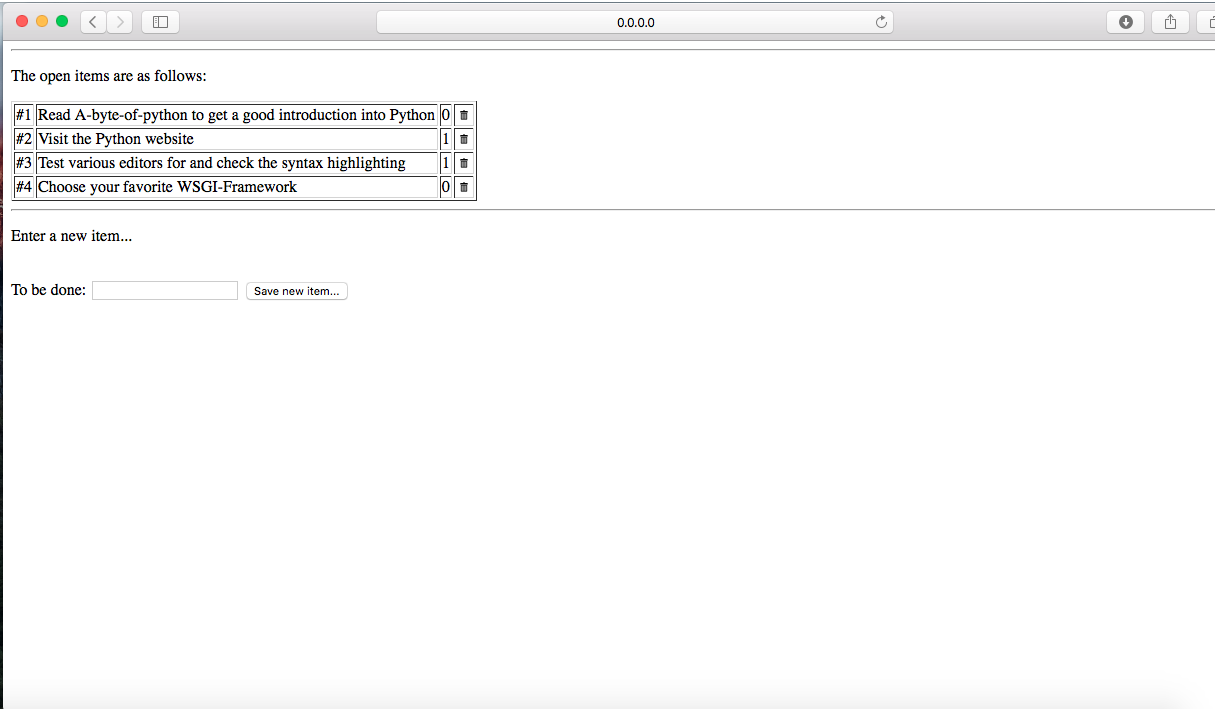 0.0.0.0
The open items are as follows:
#1 Read A-byte-of-python to get a good introduction into Python 0
#2 Visit the Python website 1
#3 Test various editors for and check the syntax highlighting 1
#4 Choose your favorite WSGI-Framework 0
Enter a new item...
To be done: Save new item...